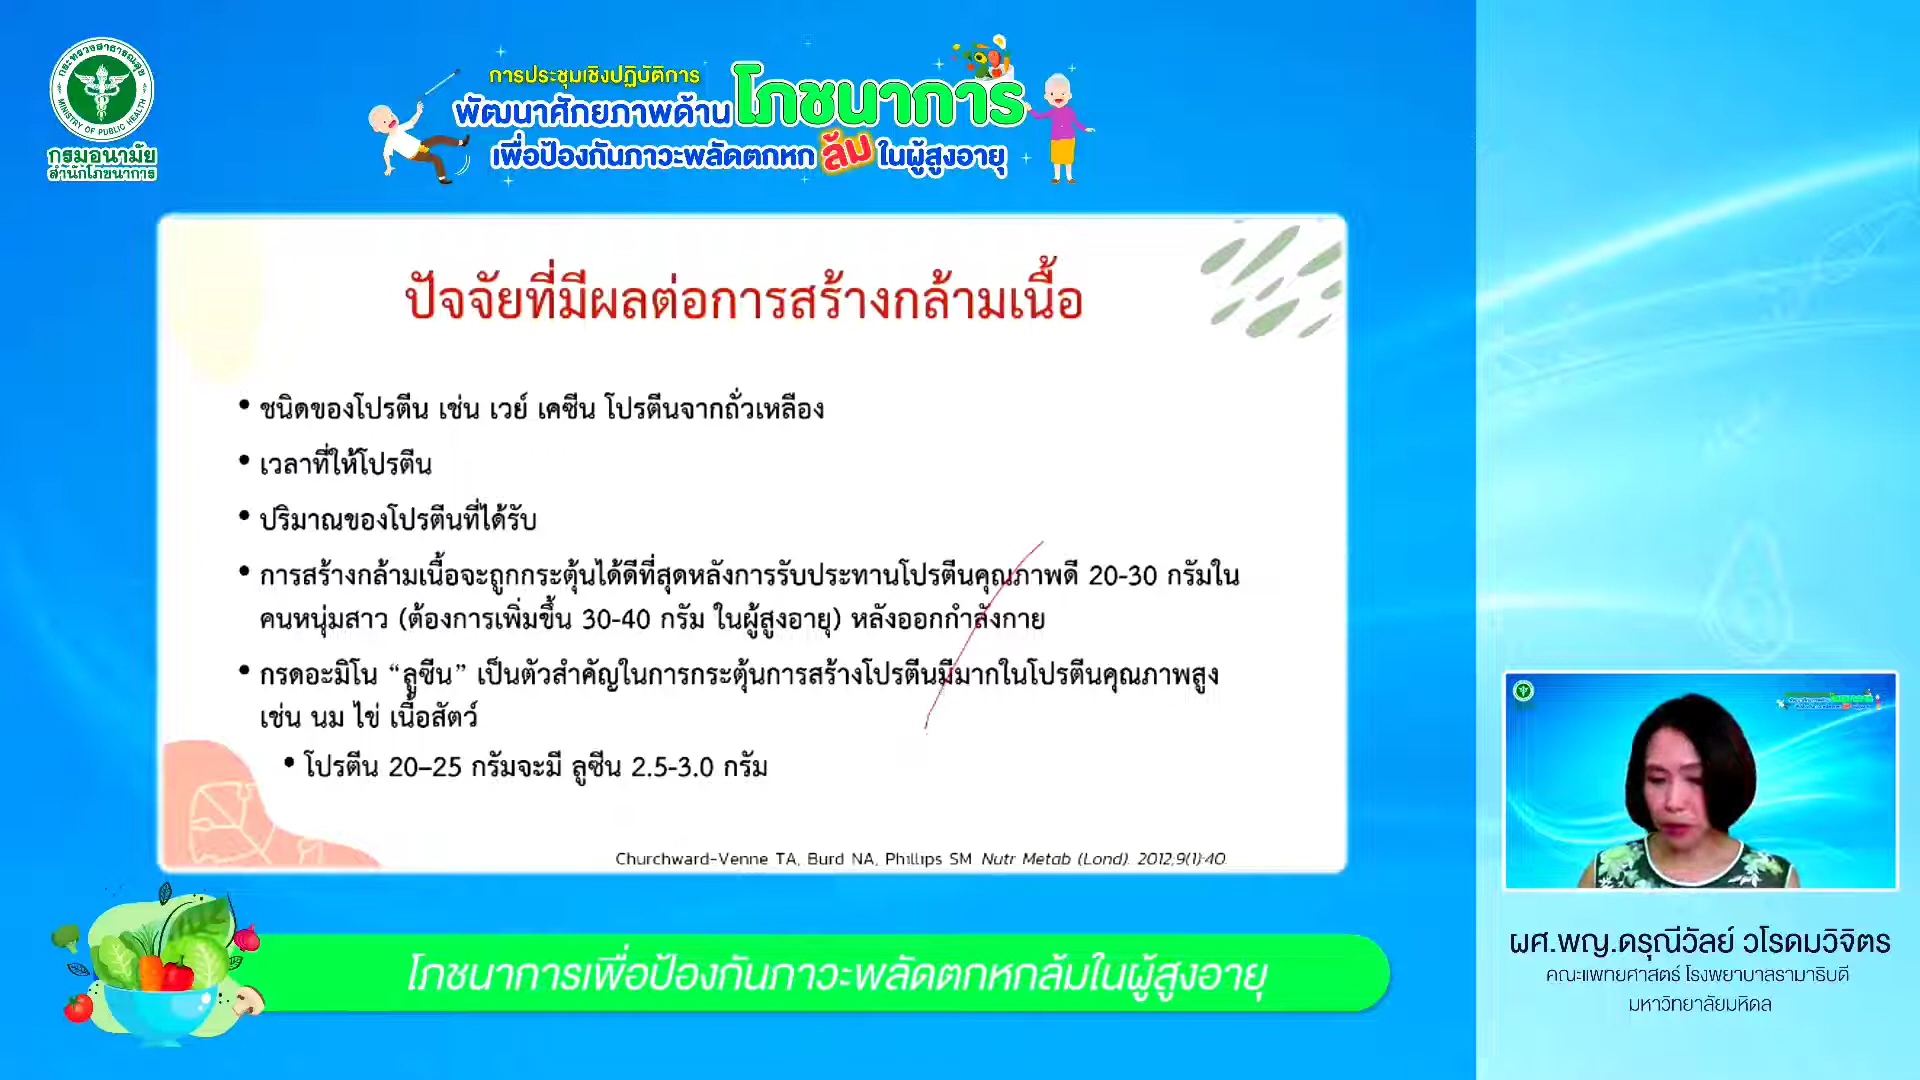 กระทรวงสาธารณสุข
MINISTRY OF PUBLIC HEALTH
กรมอนามัย
สำนักโภชนาการ
การประชุมเชิงปฏิบัติการ
พัฒนาศักยภาพด้านโภชนาการ
เพื่อป้องกันภาวะพลัดตกหกล้มในผู้สูงอายุ
ปัจจัยที่มีผลต่อการสร้างกล้ามเนื้อ
• ชนิดของโปรตีน เช่น เวย์ เคซีน โปรตีนจากถั่วเหลือง
• เวลาที่ให้โปรตีน
• ปริมาณของโปรตีนที่ได้รับ
• การสร้างกล้ามเนื้อจะถูกกระตุ้นได้ดีที่สุดหลังการรับประทานโปรตีนคุณภาพดี 20-30 กรัมใน
คนหนุ่มสาว (ต้องการเพิ่มขึ้น 30-40 กรัม ในผู้สูงอายุ) หลังออกกำลังกาย
• กรดอะมิโน “ลูซีน” เป็นตัวสำคัญในการกระตุ้นการสร้างโปรตีนมีมากในโปรตีนคุณภาพสูง
เช่น นม ไข่ เนื้อสัตว์
• โปรตีน 20–25 กรัมจะมี ลูซีน 2.5-3.0 กรัม
Churchward-Venne TA, Burd NA, Phillips SM Nutr Metab (Lond). 2012;9(1):40.
โภชนาการเพื่อป้องกันภาวะพลัดตกหกล้มในผู้สูงอายุ
ผศ.พญ.ดรุณีวัลย์ วโรดมวิจิตร
คณะแพทยศาสตร์ โรงพยาบาลรามาธิบดี
มหาวิทยาลัยมหิดล